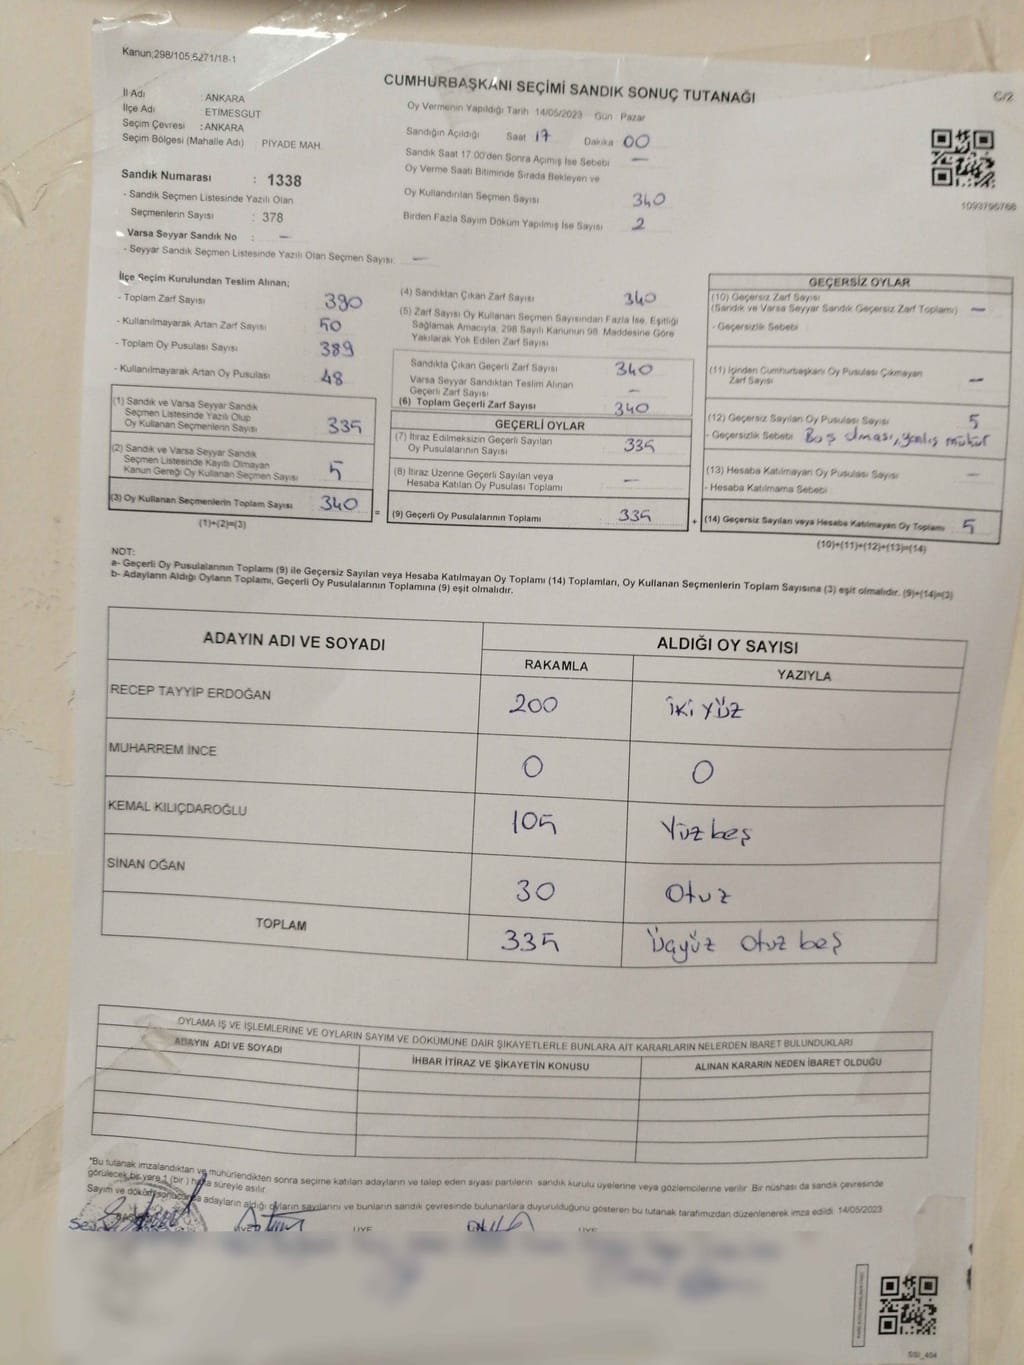 Kanun;298/105,5271/18-1
CUMHURBAŞKANI SEÇİMİ SANDIK SONUÇ TUTANAĞI
C/2
İl Adı : ANKARA
İlçe Adı : ETİMESGUT
Seçim Çevresi : ANKARA
Seçim Bölgesi (Mahalle Adı) PİYADE MAH.
Sandık Numarası : 1338
- Sandık Seçmen Listesinde Yazılı Olan
Seçmenlerin Sayısı : 378
- Varsa Seyyar Sandık No : –
- Seyyar Sandık Seçmen Listesinde Yazılı Olan Seçmen Sayısı: –
Oy Vermenin Yapıldığı Tarih 14/05/2023 Gün Pazar
Sandığın Açıldığı Saat 17 Dakika 00
Sandık Saat 17:00'den Sonra Açımış İse Sebebi –
Oy Verme Saati Bitiminde Sırada Bekleyen ve
Oy Kullandırılan Seçmen Sayısı 340
Birden Fazla Sayım Döküm Yapılmış İse Sayısı 2
1093796766
İlçe Seçim Kurulundan Teslim Alınan;
- Toplam Zarf Sayısı 390
- Kullanılmayarak Artan Zarf Sayısı 50
- Toplam Oy Pusulası Sayısı 389
- Kullanılmayarak Artan Oy Pusulası 48
(1) Sandık ve Varsa Seyyar Sandık
Seçmen Listesinde Yazılı Olup
Oy Kullanan Seçmenlerin Sayısı 335
(2) Sandık ve Varsa Seyyar Sandık
Seçmen Listesinde Kayıtlı Olmayan
Kanun Gereği Oy Kullanan Seçmen Sayısı 5
(3) Oy Kullanan Seçmenlerin Toplam Sayısı 340
(1)+(2)=(3)
(4) Sandıktan Çıkan Zarf Sayısı 340
(5) Zarf Sayısı Oy Kullanan Seçmen Sayısından Fazla İse, Eşitliği
Sağlamak Amacıyla, 298 Sayılı Kanunun 98. Maddesine Göre
Yakılarak Yok Edilen Zarf Sayısı
Sandıkta Çıkan Geçerli Zarf Sayısı 340
Varsa Seyyar Sandıktan Teslim Alınan
Geçerli Zarf Sayısı –
(6) Toplam Geçerli Zarf Sayısı 340
GEÇERLİ OYLAR
(7) İtiraz Edilmeksizin Geçerli Sayılan
Oy Pusulalarının Sayısı 335
(8) İtiraz Üzerine Geçerli Sayılan veya
Hesaba Katılan Oy Pusulası Toplamı –
= (9) Geçerli Oy Pusulalarının Toplamı 335
GEÇERSİZ OYLAR
(10) Geçersiz Zarf Sayısı
(Sandık ve Varsa Seyyar Sandık Geçersiz Zarf Toplamı) –
- Geçersizlik Sebebi
(11) İçinden Cumhurbaşkanı Oy Pusulası Çıkmayan
Zarf Sayısı –
(12) Geçersiz Sayılan Oy Pusulası Sayısı 5
- Geçersizlik Sebebi Boş olması, yanlış mühür
(13) Hesaba Katılmayan Oy Pusulası Sayısı –
- Hesaba Katılmama Sebebi
+ (14) Geçersiz Sayılan veya Hesaba Katılmayan Oy Toplamı 5
(10)+(11)+(12)+(13)=(14)
NOT:
a- Geçerli Oy Pusulalarının Toplamı (9) ile Geçersiz Sayılan veya Hesaba Katılmayan Oy Toplamı (14) Toplamları, Oy Kullanan Seçmenlerin Toplam Sayısına (3) eşit olmalıdır. (9)+(14)=(3)
b- Adayların Aldığı Oyların Toplamı, Geçerli Oy Pusulalarının Toplamına (9) eşit olmalıdır.
ADAYIN ADI VE SOYADI
ALDIĞI OY SAYISI
RAKAMLA YAZIYLA
RECEP TAYYİP ERDOĞAN 200 iki yüz
MUHARREM İNCE 0 0
KEMAL KILIÇDAROĞLU 105 Yüz beş
SİNAN OĞAN 30 Otuz
TOPLAM 335 Üçyüz otuz beş
OYLAMA İŞ VE İŞLEMLERİNE VE OYLARIN SAYIM VE DÖKÜMÜNE DAİR ŞİKAYETLERLE BUNLARA AİT KARARLARIN NELERDEN İBARET BULUNDUKLARI
ADAYIN ADI VE SOYADI İHBAR İTİRAZ VE ŞİKAYETİN KONUSU ALINAN KARARIN NEDEN İBARET OLDUĞU
*Bu tutanak imzalandıktan ve mühürlendikten sonra seçime katılan adayların ve talep eden siyasi partilerin sandık kurulu üyelerine veya gözlemcilerine verilir. Bir nüshası da sandık çevresinde
görülecek bir yere 1 (bir) hafta süreyle asılır.
Sayım ve döküm sonucunda adayların aldığı oyların sayılarını ve bunların sandık çevresinde bulunanlara duyurulduğunu gösteren bu tutanak tarafımızdan düzenlenerek imza edildi. 14/05/2023
ÜYE ÜYE
SSI_404